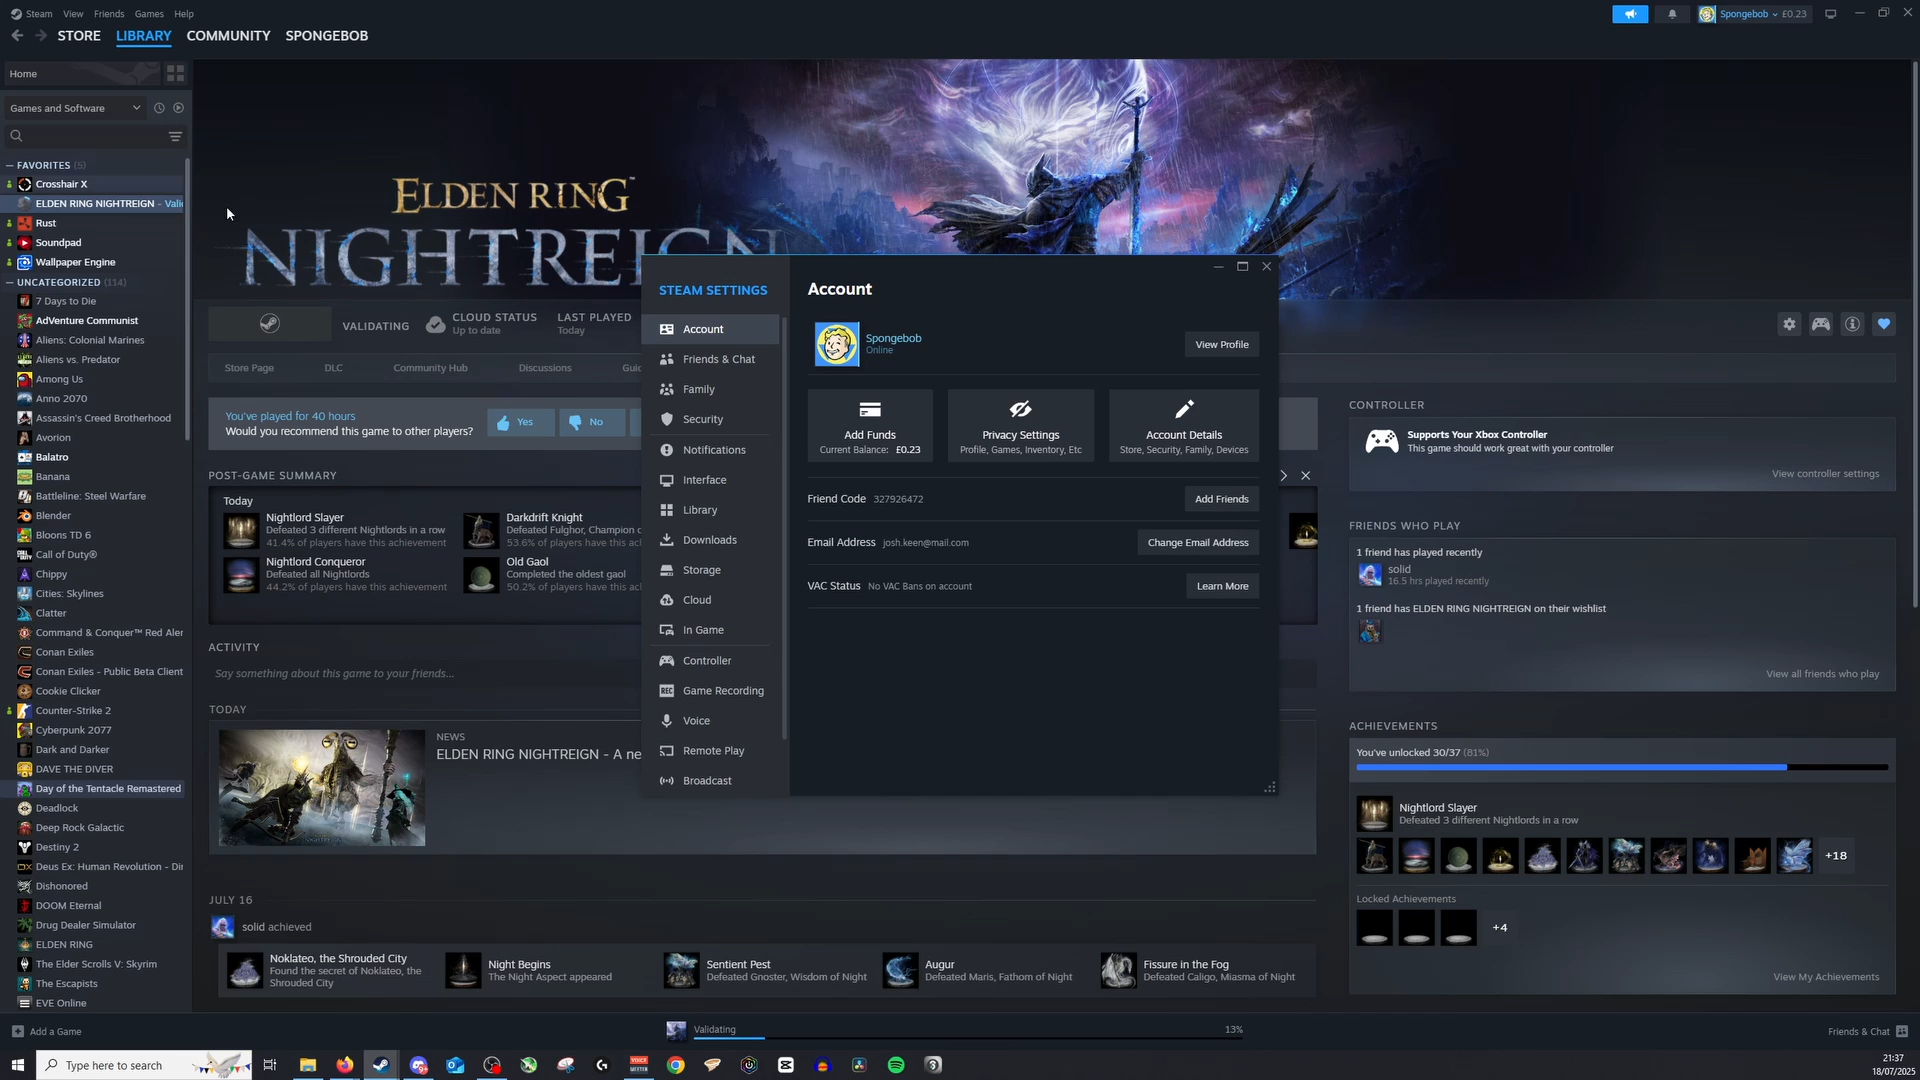 Steam View Friends Games Help
Spongebob £0.23
STORE LIBRARY COMMUNITY SPONGEBOB
Home
Games and Software
FAVORITES (5)
Crosshair X
ELDEN RING NIGHTREIGN - Valid
Rust
Soundpad
Wallpaper Engine
UNCATEGORIZED (114)
7 Days to Die
AdVenture Communist
Aliens: Colonial Marines
Aliens vs. Predator
Among Us
Anno 2070
Assassin's Creed Brotherhood
Avorion
Balatro
Banana
Battleline: Steel Warfare
Blender
Bloons TD 6
Call of Duty®
Chippy
Cities: Skylines
Clatter
Command & Conquer™ Red Aler
Conan Exiles
Conan Exiles - Public Beta Client
Cookie Clicker
Counter-Strike 2
Cyberpunk 2077
Dark and Darker
DAVE THE DIVER
Day of the Tentacle Remastered
Deadlock
Deep Rock Galactic
Destiny 2
Deus Ex: Human Revolution - Dir
Dishonored
DOOM Eternal
Drug Dealer Simulator
ELDEN RING
The Elder Scrolls V: Skyrim
The Escapists
EVE Online
Add a Game
ELDEN RING™
NIGHTREIGN
VALIDATING
CLOUD STATUS
Up to date
LAST PLAYED
Today
Store Page DLC Community Hub Discussions Guid
You've played for 40 hours
Would you recommend this game to other players?
Yes No
POST-GAME SUMMARY
Today
Nightlord Slayer
Defeated 3 different Nightlords in a row
41.4% of players have this achievement
Darkdrift Knight
Defeated Fulghor, Champion o
53.6% of players have this ac
Nightlord Conqueror
Defeated all Nightlords
44.2% of players have this achievement
Old Gaol
Completed the oldest gaol
50.2% of players have this ac
ACTIVITY
Say something about this game to your friends...
TODAY
NEWS
ELDEN RING NIGHTREIGN - A ne
JULY 16
solid achieved
Noklateo, the Shrouded City
Found the secret of Noklateo, the
Shrouded City
Night Begins
The Night Aspect appeared
Sentient Pest
Defeated Gnoster, Wisdom of Night
Augur
Defeated Maris, Fathom of Night
Fissure in the Fog
Defeated Caligo, Miasma of Night
STEAM SETTINGS
Account
Friends & Chat
Family
Security
Notifications
Interface
Library
Downloads
Storage
Cloud
In Game
Controller
REC Game Recording
Voice
Remote Play
Broadcast
Account
Spongebob
Online
View Profile
Add Funds
Current Balance: £0.23
Privacy Settings
Profile, Games, Inventory, Etc
Account Details
Store, Security, Family, Devices
Friend Code 327926472
Add Friends
Email Address josh.keen@mail.com
Change Email Address
VAC Status No VAC Bans on account
Learn More
CONTROLLER
Supports Your Xbox Controller
This game should work great with your controller
View controller settings
FRIENDS WHO PLAY
1 friend has played recently
solid
16.5 hrs played recently
1 friend has ELDEN RING NIGHTREIGN on their wishlist
View all friends who play
ACHIEVEMENTS
You've unlocked 30/37 (81%)
Nightlord Slayer
Defeated 3 different Nightlords in a row
+18
Locked Achievements
+4
View My Achievements
Validating 13%
Friends & Chat
Type here to search
21:37
18/07/2025